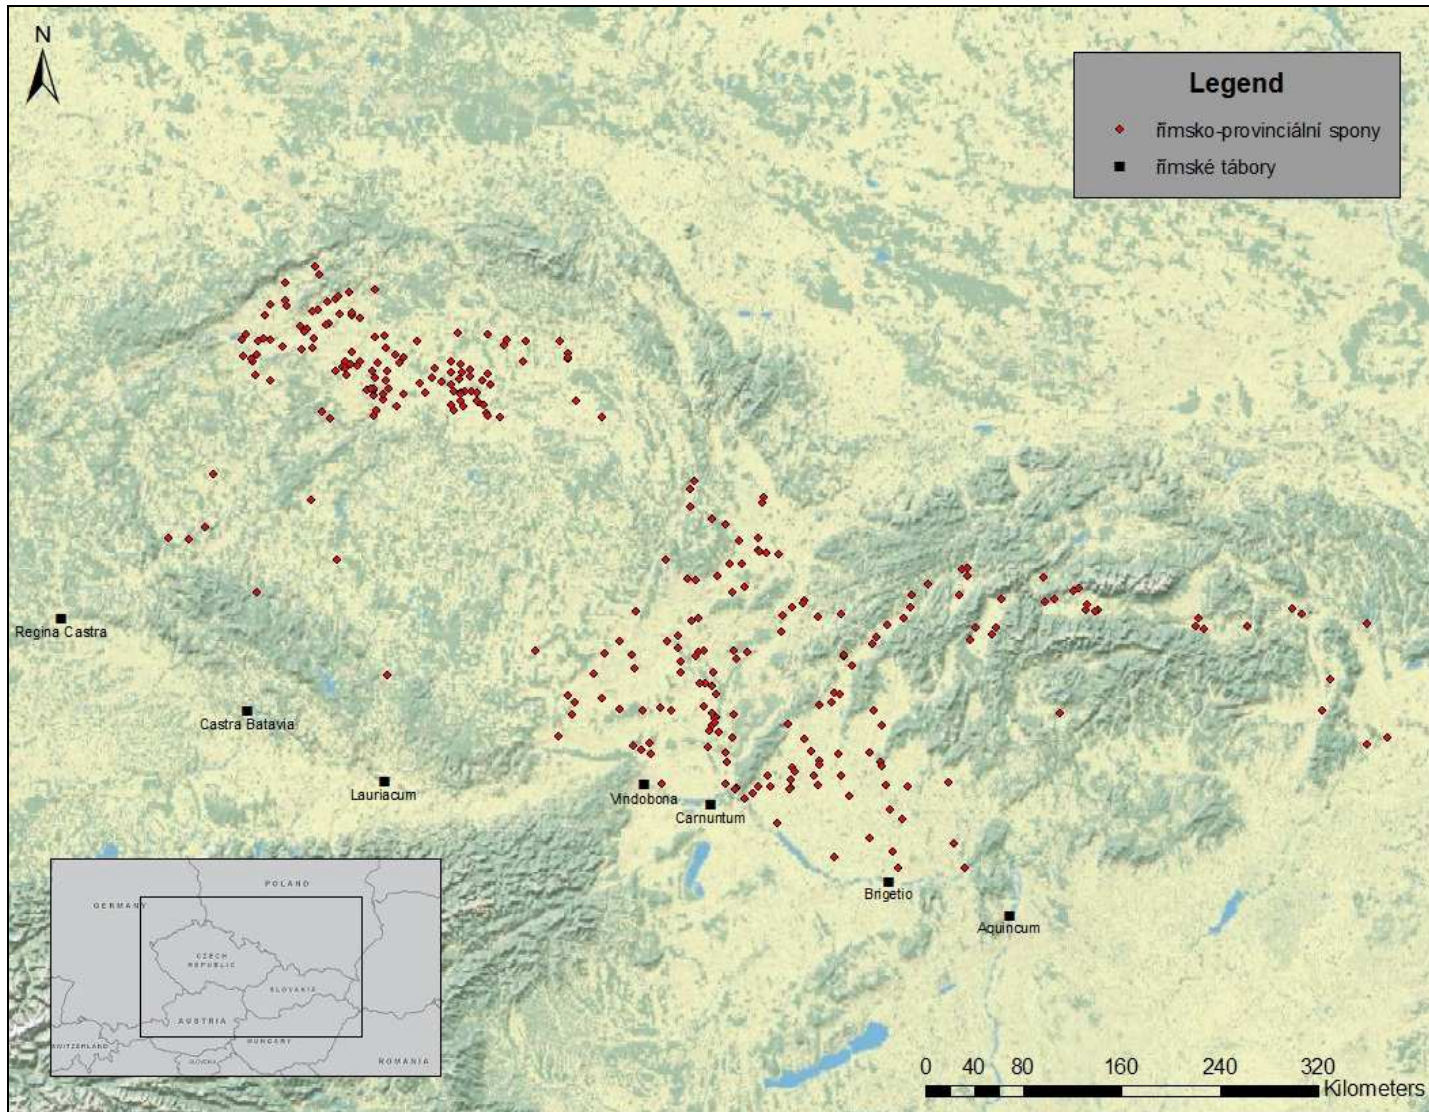 N
Legend
římsko-provinciální spony
římské tábory
Regina Castra
Castra Batavia
Lauriacum
Vindobona
Carnuntum
Brigetio
Aquincum
POLAND
GERMANY
CZECH
REPUBLIC
SLOVAKIA
AUSTRIA
HUNGARY
SWITZERLAND
SLOVENIA
ROMANIA
0 40 80 160 240 320
Kilometers